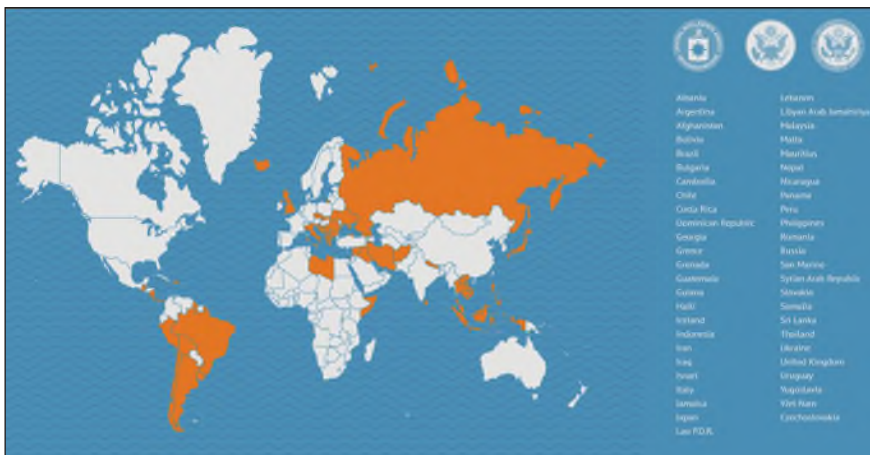 Albania
Argentina
Afghanistan
Bolivia
Brazil
Bulgaria
Cambodia
Chile
Costa Rica
Dominican Republic
Georgia
Greece
Grenada
Guatemala
Guiana
Haiti
Iceland
Indonesia
Iran
Iraq
Israel
Italy
Jamaica
Japan
Lao P.D.R.
Lebanon
Libyan Arab Jamahiriya
Malaysia
Malta
Mauritius
Nepal
Nicaragua
Panama
Peru
Philippines
Romania
Russia
San Marino
Syrian Arab Republic
Slovakia
Somalia
Sri Lanka
Thailand
Ukraine
United Kingdom
Uruguay
Yugoslavia
Viet Nam
Czechoslovakia